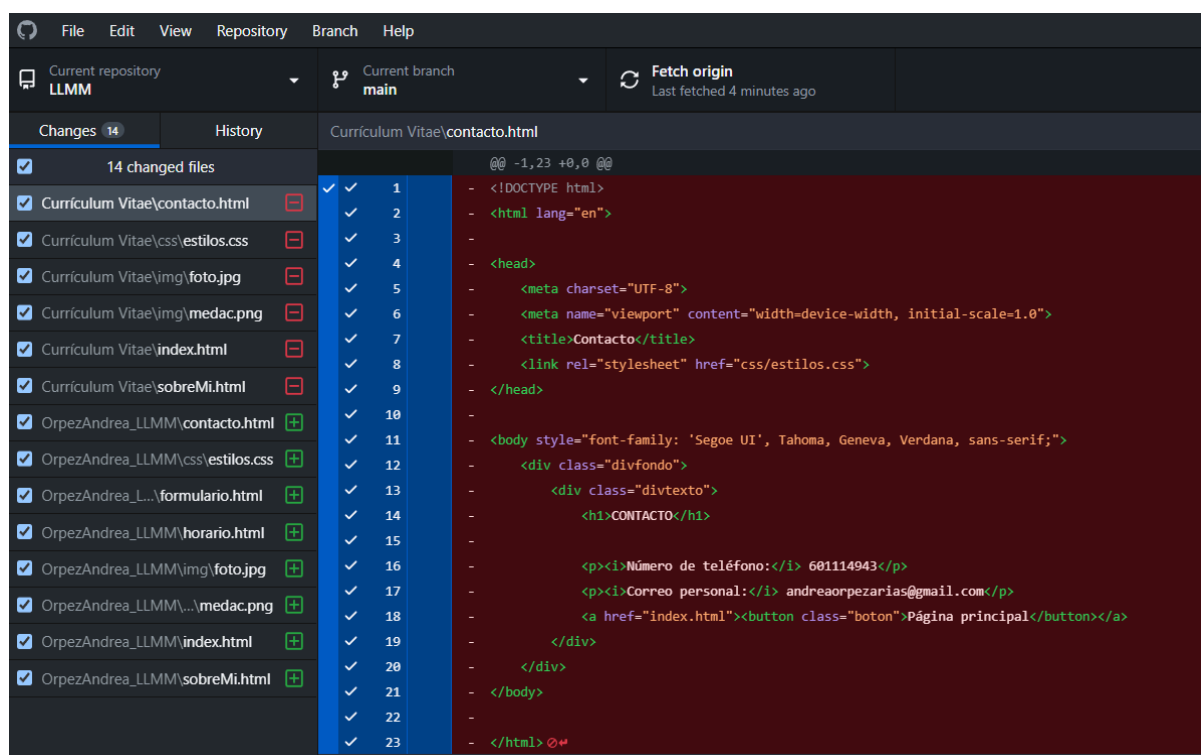 File Edit View Repository Branch Help
Current repository
LLMM
Current branch
main
Fetch origin
Last fetched 4 minutes ago
Changes 14 History
Currículum Vitae\contacto.html
14 changed files
Currículum Vitae\contacto.html
Currículum Vitae\css\estilos.css
Currículum Vitae\img\foto.jpg
Currículum Vitae\img\medac.png
Currículum Vitae\index.html
Currículum Vitae\sobreMi.html
OrpezAndrea_LLMM\contacto.html
OrpezAndrea_LLMM\css\estilos.css
OrpezAndrea_L...\formulario.html
OrpezAndrea_LLMM\horario.html
OrpezAndrea_LLMM\img\foto.jpg
OrpezAndrea_LLMM\...\medac.png
OrpezAndrea_LLMM\index.html
OrpezAndrea_LLMM\sobreMi.html
@@ -1,23 +0,0 @@
1 - <!DOCTYPE html>
2 - <html lang="en">
3 -
4 - <head>
5 - <meta charset="UTF-8">
6 - <meta name="viewport" content="width=device-width, initial-scale=1.0">
7 - <title>Contacto</title>
8 - <link rel="stylesheet" href="css/estilos.css">
9 - </head>
10 -
11 - <body style="font-family: 'Segoe UI', Tahoma, Geneva, Verdana, sans-serif;">
12 - <div class="divfondo">
13 - <div class="divtexto">
14 - <h1>CONTACTO</h1>
15 -
16 - <p><i>Número de teléfono:</i> 601114943</p>
17 - <p><i>Correo personal:</i> andreaorpezarias@gmail.com</p>
18 - <a href="index.html"><button class="boton">Página principal</button></a>
19 - </div>
20 - </div>
21 - </body>
22 -
23 - </html>